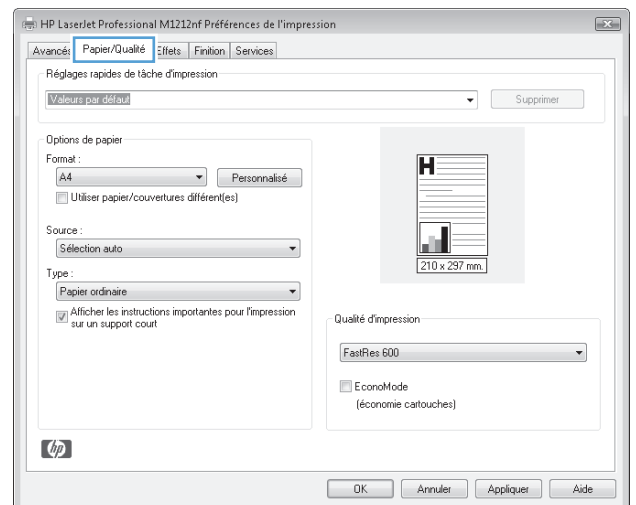 HP LaserJet Professional M1212nf Préférences de l'impression
Avancés Papier/Qualité Effets Finition Services
Réglages rapides de tâche d'impression
Valeurs par défaut
Supprimer
Options de papier
Format :
A4
Personnalisé
Utiliser papier/couvertures différent(es)
Source :
Sélection auto
Type :
Papier ordinaire
Afficher les instructions importantes pour l'impression
sur un support court
H
210 x 297 mm.
Qualité d'impression
FastRes 600
EconoMode
(économie cartouches)
hp
OK Annuler Appliquer Aide